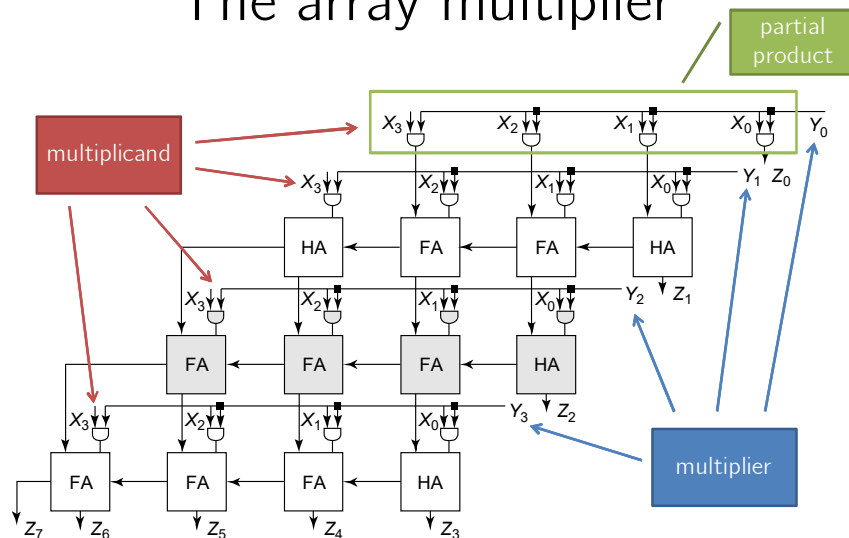 The array multiplier
partial
product
X3 X2 X1 X0 Y0
multiplicand
X3 X2 X1 X0 Y1 Z0
HA FA FA HA
Z1
X3 X2 X1 X0 Y2
FA FA FA HA
Z2
X3 X2 X1 X0 Y3
multiplier
FA FA FA HA
Z7 Z6 Z5 Z4 Z3